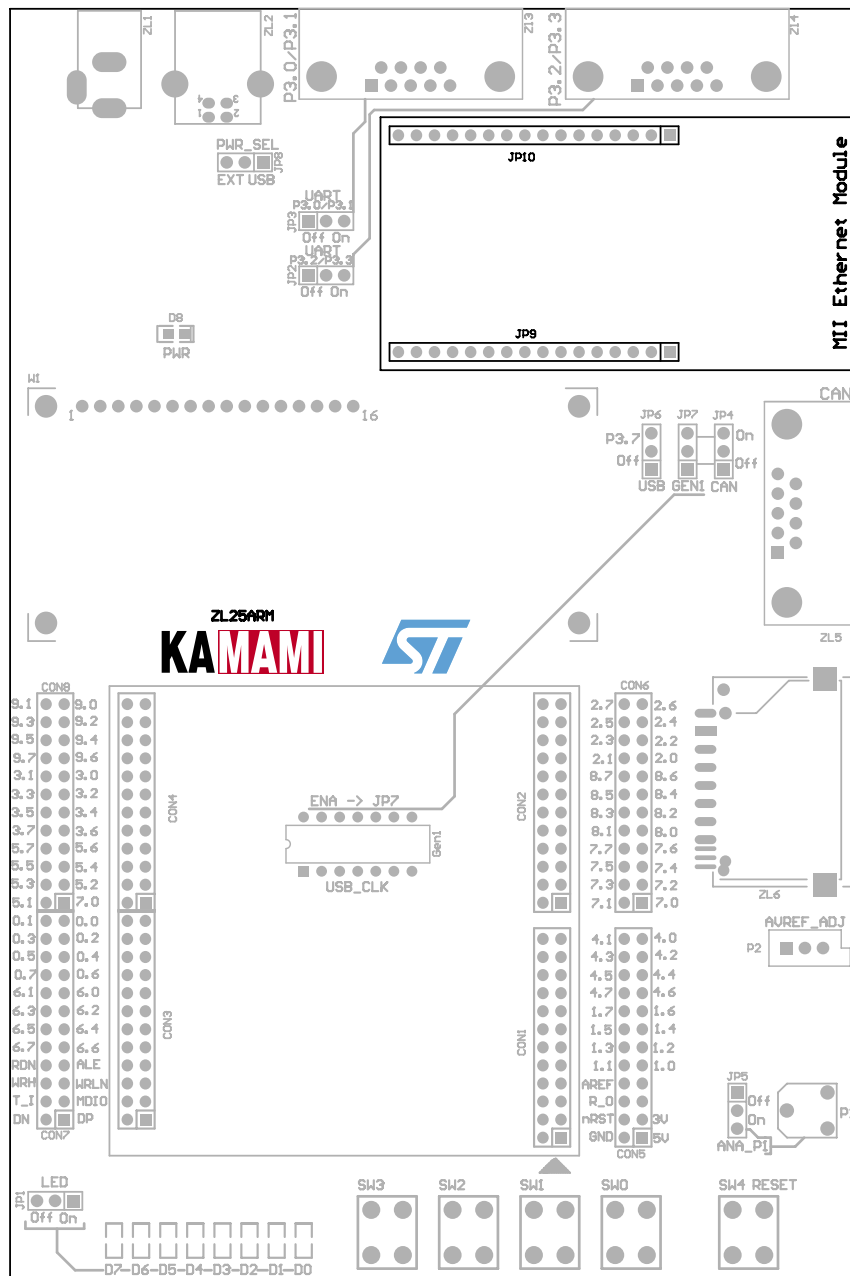 ZL1
ZL2
P3.0/P3.1
Z13
P3.2/P3.3
Z14
4 3
1 2
PWR_SEL
JP8
EXT USB
JP10
MII Ethernet Module
UART
P3.0/P3.1
JP3
Off On
UART
P3.2/P3.3
JP2
Off On
D8
PWR
JP9
W1
1
16
CAN
JP6 JP7 JP4
P3.7 On
Off Off
USB GEN1 CAN
ZL25ARM
KAMAMI
ST
ZL5
CON8
9.1 9.0
9.3 9.2
9.5 9.4
9.7 9.6
3.1 3.0
3.3 3.2
3.5 3.4
3.7 3.6
5.7 5.6
5.5 5.4
5.3 5.2
5.1 7.0
0.1 0.0
0.3 0.2
0.5 0.4
0.7 0.6
6.1 6.0
6.3 6.2
6.5 6.4
6.7 6.6
RDN ALE
WRH WRLN
T_I MDIO
DN DP
CON7
CON4
CON3
ENA -> JP7
Gen1
USB_CLK
CON2
CON1
CON6
2.7 2.6
2.5 2.4
2.3 2.2
2.1 2.0
8.7 8.6
8.5 8.4
8.3 8.2
8.1 8.0
7.7 7.6
7.5 7.4
7.3 7.2
7.1 7.0
4.1 4.0
4.3 4.2
4.5 4.4
4.7 4.6
1.7 1.6
1.5 1.4
1.3 1.2
1.1 1.0
AREF
R_O
nRST 3V
GND 5V
CON5
ZL6
AVREF_ADJ
P2
JP5
Off
On
ANA_P1
LED
JP1
Off On
D7 D6 D5 D4 D3 D2 D1 D0
SW3 SW2 SW1 SW0 SW4 RESET